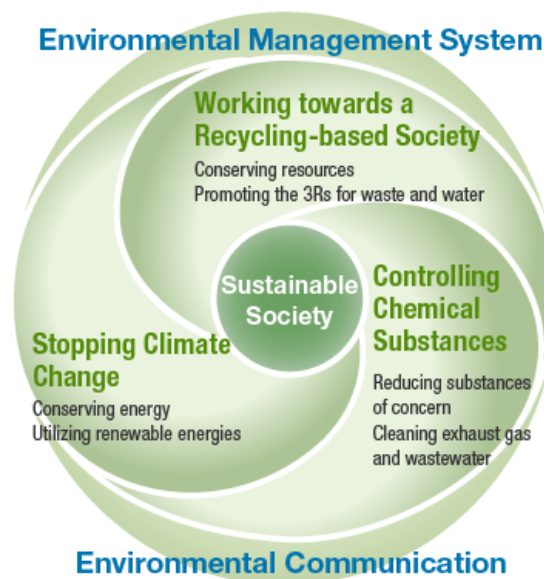 Environmental Management System
Working towards a
Recycling-based Society
Conserving resources
Promoting the 3Rs for waste and water
Sustainable
Society
Controlling
Chemical
Substances
Reducing substances
of concern
Cleaning exhaust gas
and wastewater
Stopping Climate
Change
Conserving energy
Utilizing renewable energies
Environmental Communication